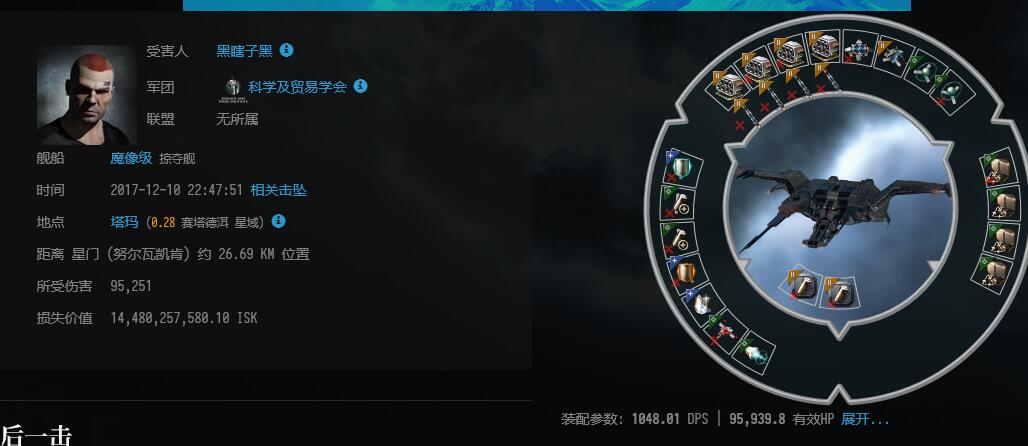 受害人 黑瞎子黑
军团 科学及贸易学会
联盟 无所属
舰船 魔像级 掠夺舰
时间 2017-12-10 22:47:51 相关击坠
地点 塔玛 (0.28 赛塔德洱 星域)
距离 星门 (努尔瓦凯肯) 约 26.69 KM 位置
所受伤害 95,251
损失价值 14,480,257,580.10 ISK
后一击
装配参数: 1048.01 DPS | 95,939.8 有效HP 展开...